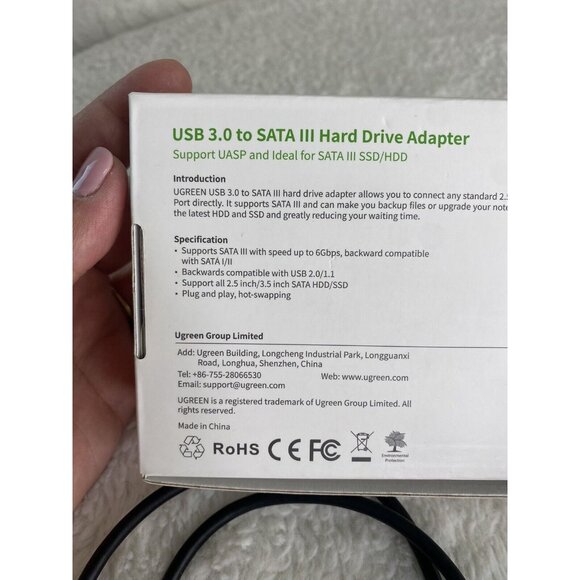 USB 3.0 to SATA III Hard Drive Adapter
Support UASP and Ideal for SATA III SSD/HDD
Introduction
UGREEN USB 3.0 to SATA III hard drive adapter allows you to connect any standard 2.5
Port directly. It supports SATA III and can make you backup files or upgrade your note
the latest HDD and SSD and greatly reducing your waiting time.
Specification
• Supports SATA III with speed up to 6Gbps, backward compatible
with SATA I/II
• Backwards compatible with USB 2.0/1.1
• Support all 2.5 inch/3.5 inch SATA HDD/SSD
• Plug and play, hot-swapping
Ugreen Group Limited
Add: Ugreen Building, Longcheng Industrial Park, Longguanxi
Road, Longhua, Shenzhen, China
Tel: +86-755-28066530 Web: www.ugreen.com
Email: support@ugreen.com
UGREEN is a registered trademark of Ugreen Group Limited. All
rights reserved.
Made in China
RoHS CE FC
Environmental
Protection